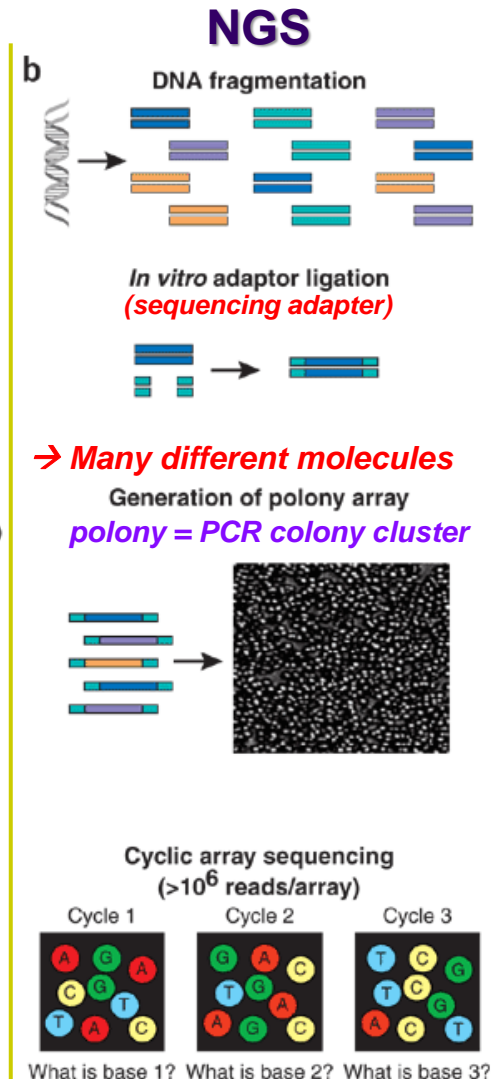 NGS
b
DNA fragmentation
In vitro adaptor ligation
(sequencing adapter)
→ Many different molecules
Generation of polony array
)
polony = PCR colony cluster
Cyclic array sequencing
(>10⁶ reads/array)
Cycle 1 Cycle 2 Cycle 3
A G A G A C T C G
C G T T G A T C G
T A C A G C A C T
What is base 1? What is base 2? What is base 3?